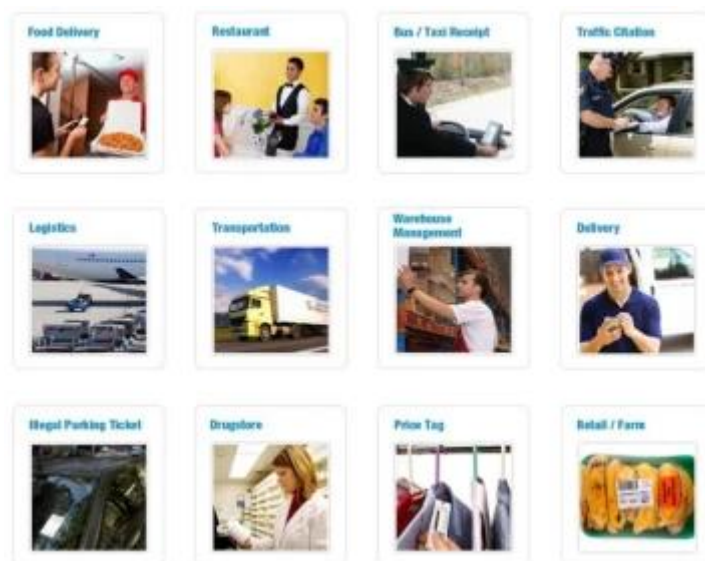 Food Delivery
Restaurant
Bus / Taxi Receipt
Traffic Citation
Logistics
Transportation
Warehouse
Management
Delivery
Illegal Parking Ticket
Drugstore
Price Tag
Retail / Farm